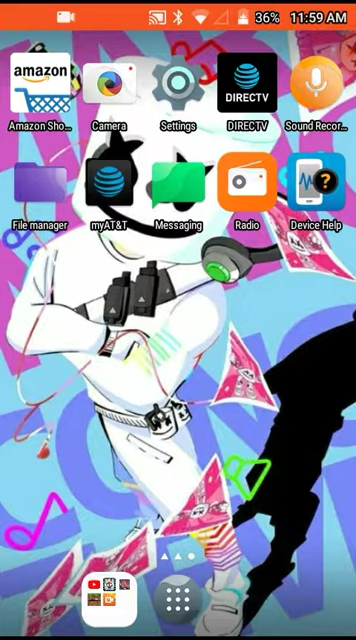 36% 11:59 AM
amazon
DIRECTV
Amazon Sho...
Camera
Settings
DIRECTV
Sound Recor...
?
File manager
myAT&T
Messaging
Radio
Device Help